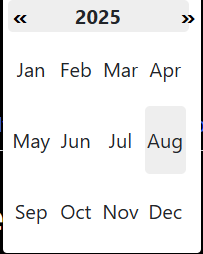 « 2025 »
Jan Feb Mar Apr
May Jun Jul Aug
Sep Oct Nov Dec